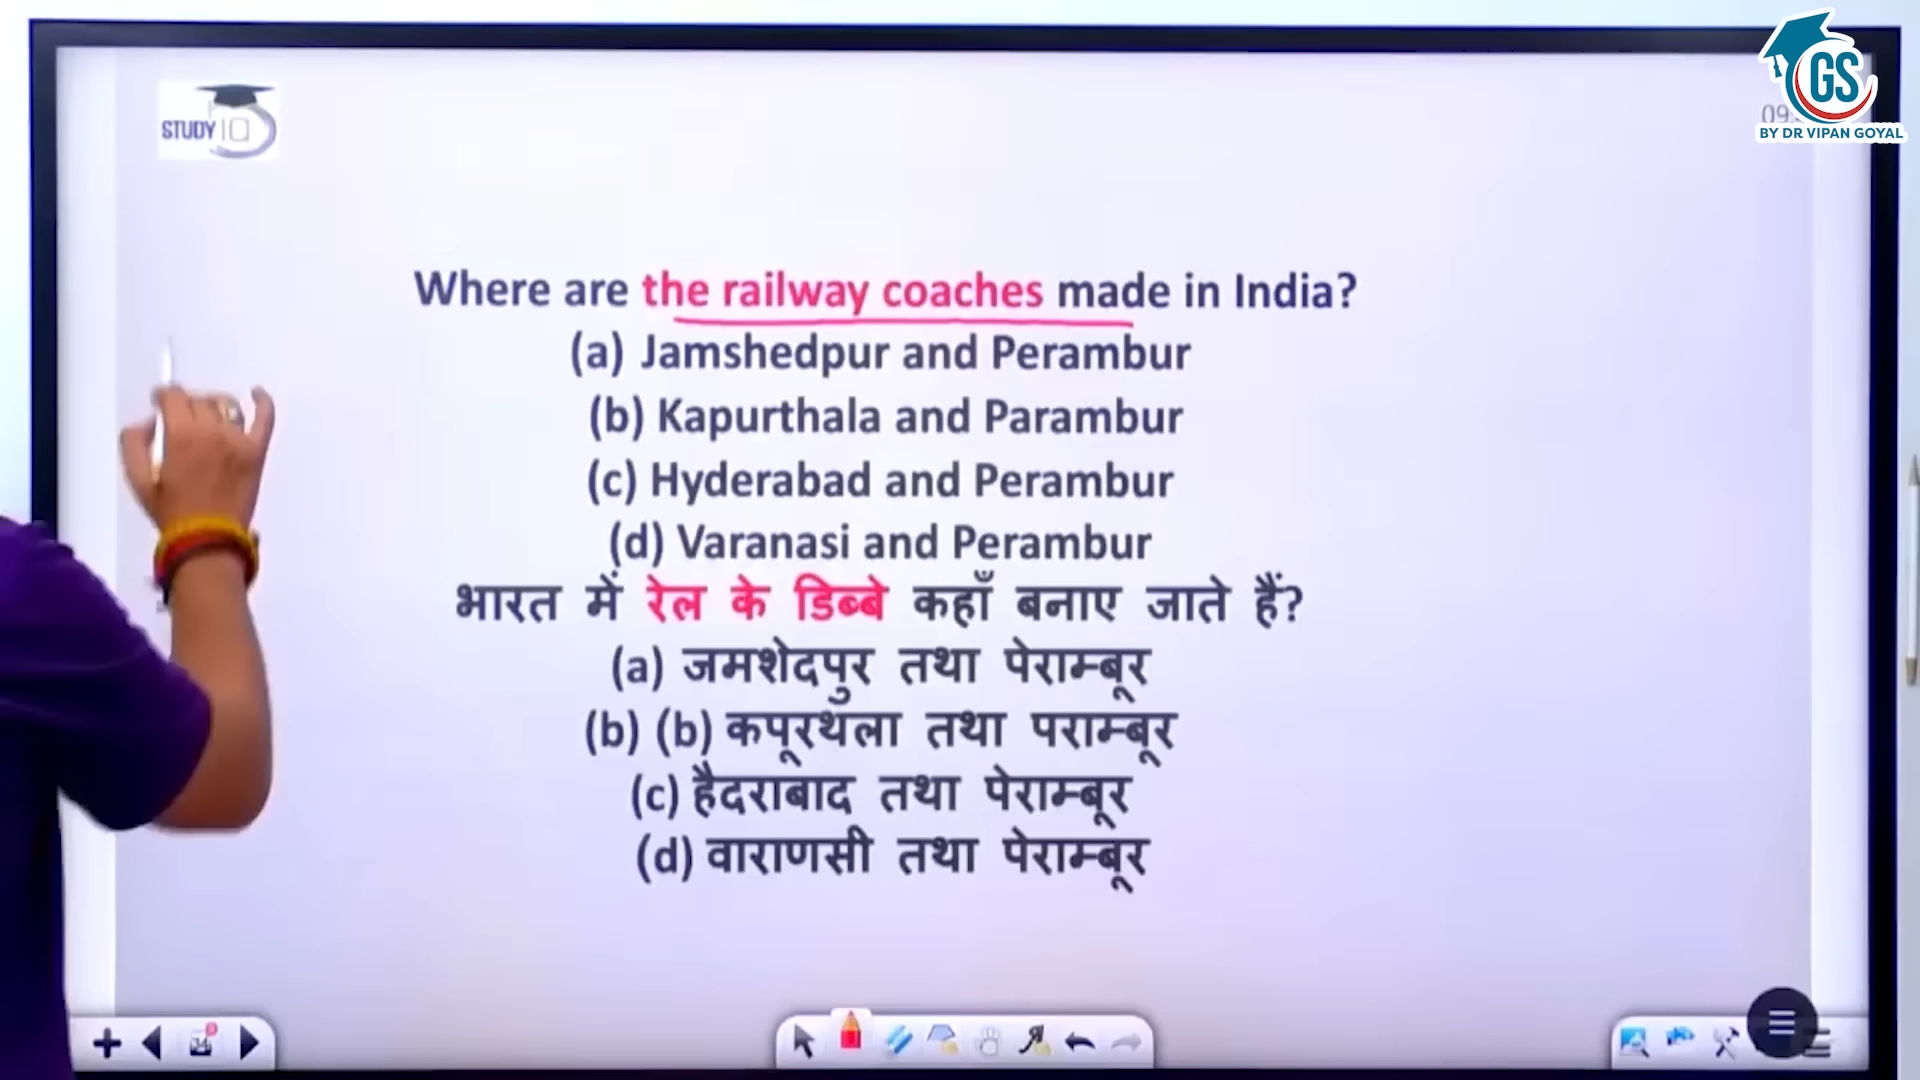 STUDY IQ
GS
BY DR VIPAN GOYAL
Where are the railway coaches made in India?
(a) Jamshedpur and Perambur
(b) Kapurthala and Parambur
(c) Hyderabad and Perambur
(d) Varanasi and Perambur
भारत में रेल के डिब्बे कहाँ बनाए जाते हैं?
(a) जमशेदपुर तथा पेराम्बूर
(b) (b) कपूरथला तथा पराम्बूर
(c) हैदराबाद तथा पेराम्बूर
(d) वाराणसी तथा पेराम्बूर